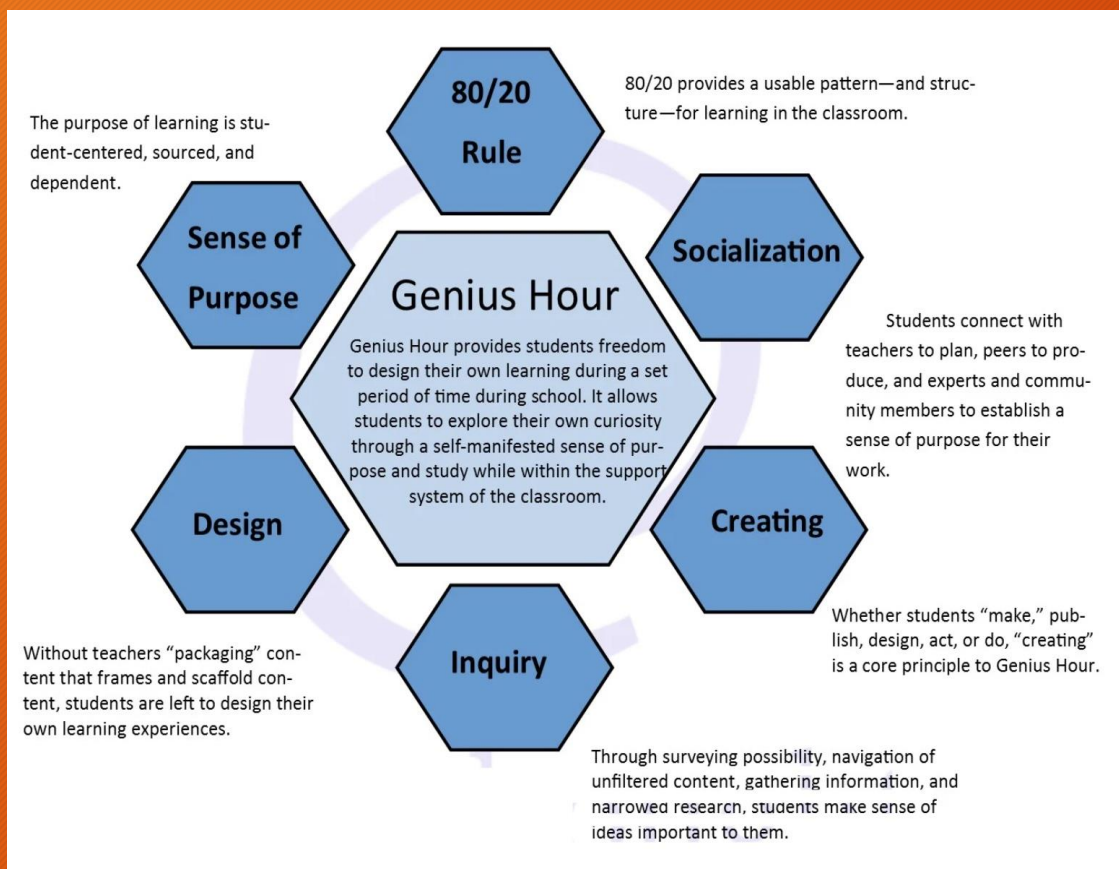 80/20
Rule
80/20 provides a usable pattern—and struc-
ture—for learning in the classroom.
The purpose of learning is stu-
dent-centered, sourced, and
dependent.
Sense of
Purpose
Socialization
Students connect with
teachers to plan, peers to pro-
duce, and experts and commu-
nity members to establish a
sense of purpose for their
work.
Genius Hour
Genius Hour provides students freedom
to design their own learning during a set
period of time during school. It allows
students to explore their own curiosity
through a self-manifested sense of pur-
pose and study while within the support
system of the classroom.
Design
Without teachers “packaging” con-
tent that frames and scaffold con-
tent, students are left to design their
own learning experiences.
Creating
Whether students “make,” pub-
lish, design, act, or do, “creating”
is a core principle to Genius Hour.
Inquiry
Through surveying possibility, navigation of
unfiltered content, gathering information, and
narrowed research, students make sense of
ideas important to them.